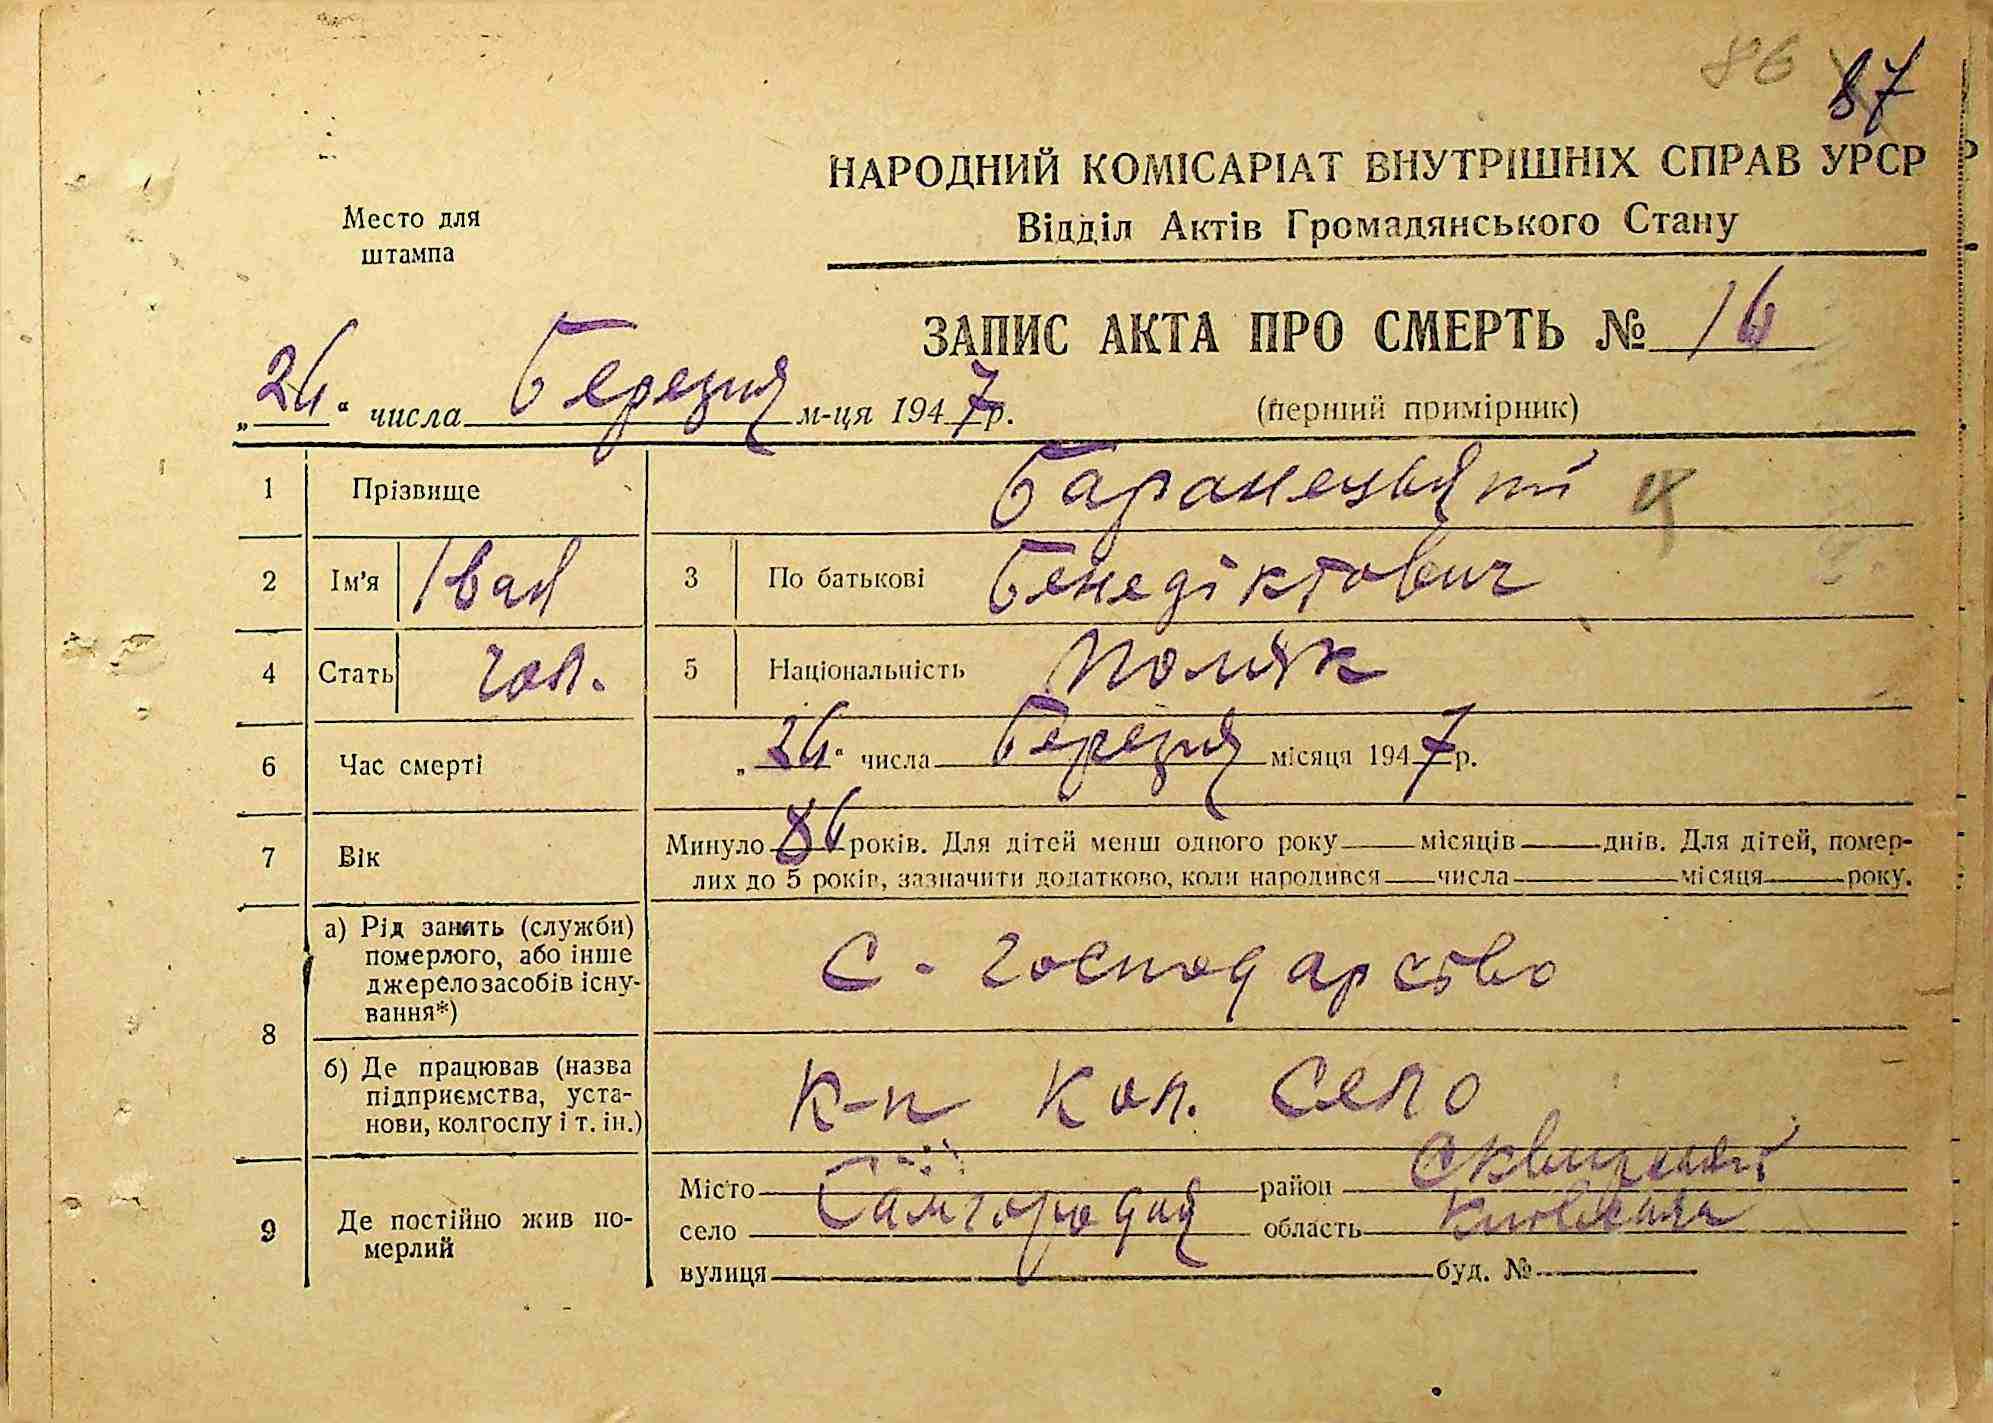 86 87
НАРОДНИЙ КОМІСАРІАТ ВНУТРІШНІХ СПРАВ УРСР
Відділ Актів Громадянського Стану
Место для
штампа
ЗАПИС АКТА ПРО СМЕРТЬ № 16
„26“ числа Березня м-ця 1947 р.
(перший примірник)
1 Прізвище Баранецький
2 Ім'я Іван 3 По батькові Бенедіктович
4 Стать чол. 5 Національність Поляк
6 Час смерті „26“ числа Березня місяця 1947 р.
7 Вік Минуло 86 років. Для дітей менш одного року місяців днів. Для дітей, помер-
лих до 5 років, зазначити додатково, коли народився числа місяця року.
8 а) Рід занять (служби)
померлого, або інше
джерело засобів існу-
вання*)
С-господарство
б) Де працював (назва
підприємства, уста-
нови, колгоспу і т. ін.)
к-п Кол. Село
9 Де постійно жив по-
мерлий
Місто район Сквирський
село Самгородок область Київська
вулиця буд. №